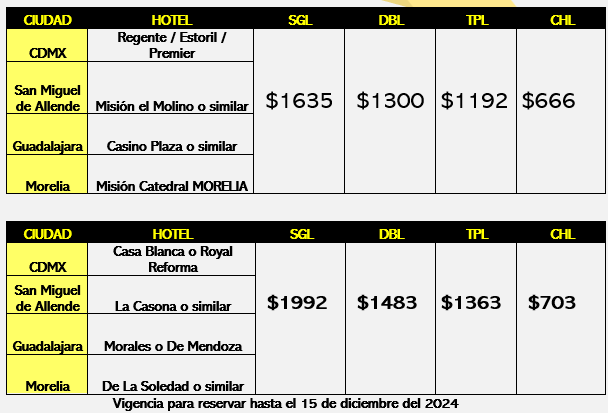 CIUDAD HOTEL SGL DBL TPL CHL
CDMX Regente / Estoril / Premier
San Miguel de Allende Misión el Molino o similar $1635 $1300 $1192 $666
Guadalajara Casino Plaza o similar
Morelia Misión Catedral MORELIA
CIUDAD HOTEL SGL DBL TPL CHL
CDMX Casa Blanca o Royal Reforma
San Miguel de Allende La Casona o similar $1992 $1483 $1363 $703
Guadalajara Morales o De Mendoza
Morelia De La Soledad o similar
Vigencia para reservar hasta el 15 de diciembre del 2024